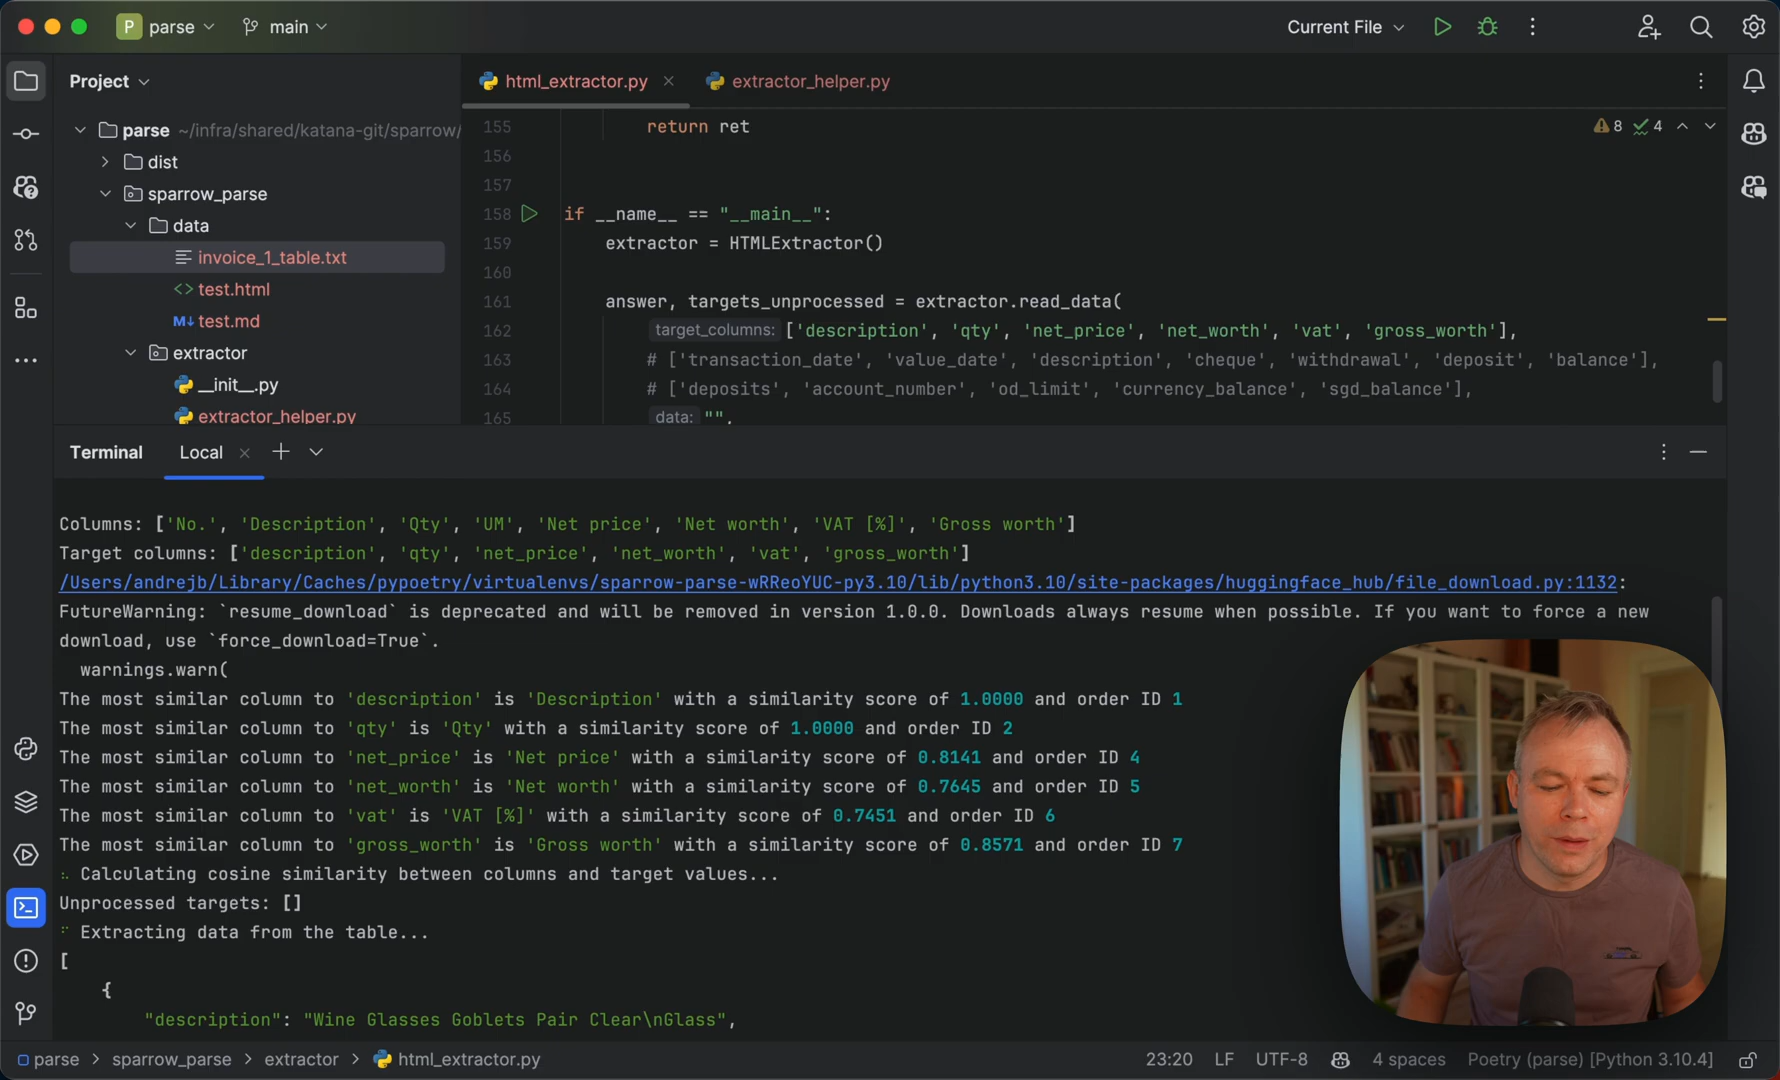 P parse main Current File
Project html_extractor.py extractor_helper.py
parse ~/infra/shared/katana-git/sparrow/
dist
sparrow_parse
data
invoice_1_table.txt
<> test.html
M↓ test.md
extractor
__init__.py
extractor_helper.py
155 return ret 8 4
156
157
158 if __name__ == "__main__":
159 extractor = HTMLExtractor()
160
161 answer, targets_unprocessed = extractor.read_data(
162 target_columns: ['description', 'qty', 'net_price', 'net_worth', 'vat', 'gross_worth'],
163 # ['transaction_date', 'value_date', 'description', 'cheque', 'withdrawal', 'deposit', 'balance'],
164 # ['deposits', 'account_number', 'od_limit', 'currency_balance', 'sgd_balance'],
165 data: "",
Terminal Local
Columns: ['No.', 'Description', 'Qty', 'UM', 'Net price', 'Net worth', 'VAT [%]', 'Gross worth']
Target columns: ['description', 'qty', 'net_price', 'net_worth', 'vat', 'gross_worth']
/Users/andrejb/Library/Caches/pypoetry/virtualenvs/sparrow-parse-wRReoYUC-py3.10/lib/python3.10/site-packages/huggingface_hub/file_download.py:1132:
FutureWarning: `resume_download` is deprecated and will be removed in version 1.0.0. Downloads always resume when possible. If you want to force a new
download, use `force_download=True`.
warnings.warn(
The most similar column to 'description' is 'Description' with a similarity score of 1.0000 and order ID 1
The most similar column to 'qty' is 'Qty' with a similarity score of 1.0000 and order ID 2
The most similar column to 'net_price' is 'Net price' with a similarity score of 0.8141 and order ID 4
The most similar column to 'net_worth' is 'Net worth' with a similarity score of 0.7645 and order ID 5
The most similar column to 'vat' is 'VAT [%]' with a similarity score of 0.7451 and order ID 6
The most similar column to 'gross_worth' is 'Gross worth' with a similarity score of 0.8571 and order ID 7
Calculating cosine similarity between columns and target values...
Unprocessed targets: []
Extracting data from the table...
[
{
"description": "Wine Glasses Goblets Pair Clear\nGlass",
parse > sparrow_parse > extractor > html_extractor.py 23:20 LF UTF-8 4 spaces Poetry (parse) [Python 3.10.4]